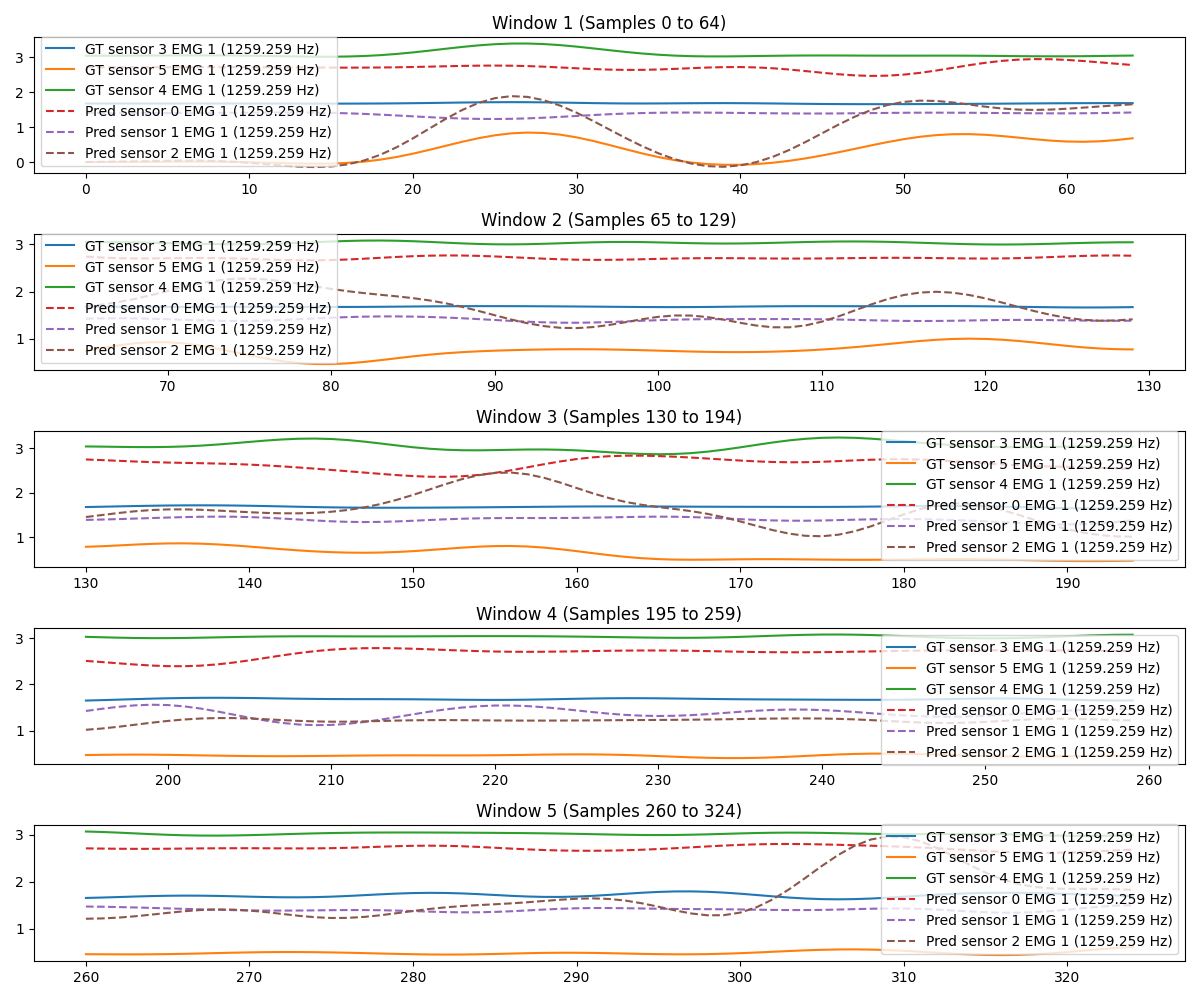 Window 1 (Samples 0 to 64)
3
2
1
0
GT sensor 3 EMG 1 (1259.259 Hz)
GT sensor 5 EMG 1 (1259.259 Hz)
GT sensor 4 EMG 1 (1259.259 Hz)
Pred sensor 0 EMG 1 (1259.259 Hz)
Pred sensor 1 EMG 1 (1259.259 Hz)
Pred sensor 2 EMG 1 (1259.259 Hz)
0 10 20 30 40 50 60
Window 2 (Samples 65 to 129)
3
2
1
GT sensor 3 EMG 1 (1259.259 Hz)
GT sensor 5 EMG 1 (1259.259 Hz)
GT sensor 4 EMG 1 (1259.259 Hz)
Pred sensor 0 EMG 1 (1259.259 Hz)
Pred sensor 1 EMG 1 (1259.259 Hz)
Pred sensor 2 EMG 1 (1259.259 Hz)
70 80 90 100 110 120 130
Window 3 (Samples 130 to 194)
3
2
1
GT sensor 3 EMG 1 (1259.259 Hz)
GT sensor 5 EMG 1 (1259.259 Hz)
GT sensor 4 EMG 1 (1259.259 Hz)
Pred sensor 0 EMG 1 (1259.259 Hz)
Pred sensor 1 EMG 1 (1259.259 Hz)
Pred sensor 2 EMG 1 (1259.259 Hz)
130 140 150 160 170 180 190
Window 4 (Samples 195 to 259)
3
2
1
GT sensor 3 EMG 1 (1259.259 Hz)
GT sensor 5 EMG 1 (1259.259 Hz)
GT sensor 4 EMG 1 (1259.259 Hz)
Pred sensor 0 EMG 1 (1259.259 Hz)
Pred sensor 1 EMG 1 (1259.259 Hz)
Pred sensor 2 EMG 1 (1259.259 Hz)
200 210 220 230 240 250 260
Window 5 (Samples 260 to 324)
3
2
1
GT sensor 3 EMG 1 (1259.259 Hz)
GT sensor 5 EMG 1 (1259.259 Hz)
GT sensor 4 EMG 1 (1259.259 Hz)
Pred sensor 0 EMG 1 (1259.259 Hz)
Pred sensor 1 EMG 1 (1259.259 Hz)
Pred sensor 2 EMG 1 (1259.259 Hz)
260 270 280 290 300 310 320